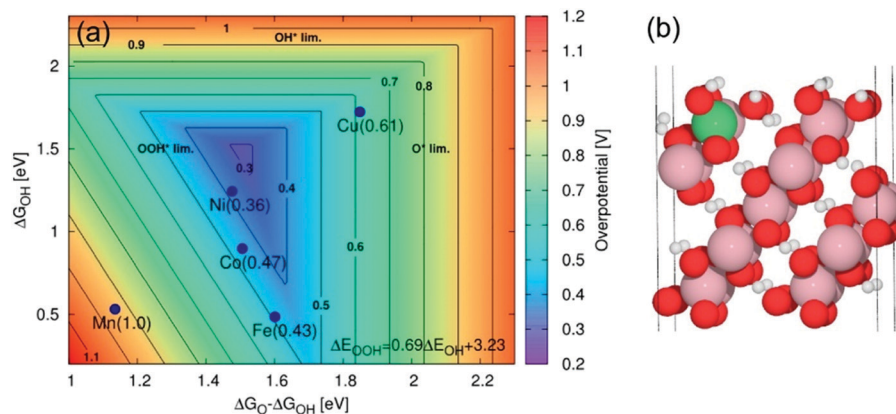 (a)
(b)
1
OH* lim.
0.9
0.8
0.7
Cu(0.61)
OOH* lim.
O* lim.
0.3
0.4
Ni(0.36)
Co(0.47)
0.6
0.5
Mn(1.0)
Fe(0.43)
ΔE_OOH=0.69ΔE_OH+3.23
1.1
2
1.5
1
0.5
ΔG_OH [eV]
1
1.2
1.4
1.6
1.8
2
2.2
ΔG_O-ΔG_OH [eV]
1.2
1.1
1
0.9
0.8
0.7
0.6
0.5
0.4
0.3
0.2
Overpotential [V]